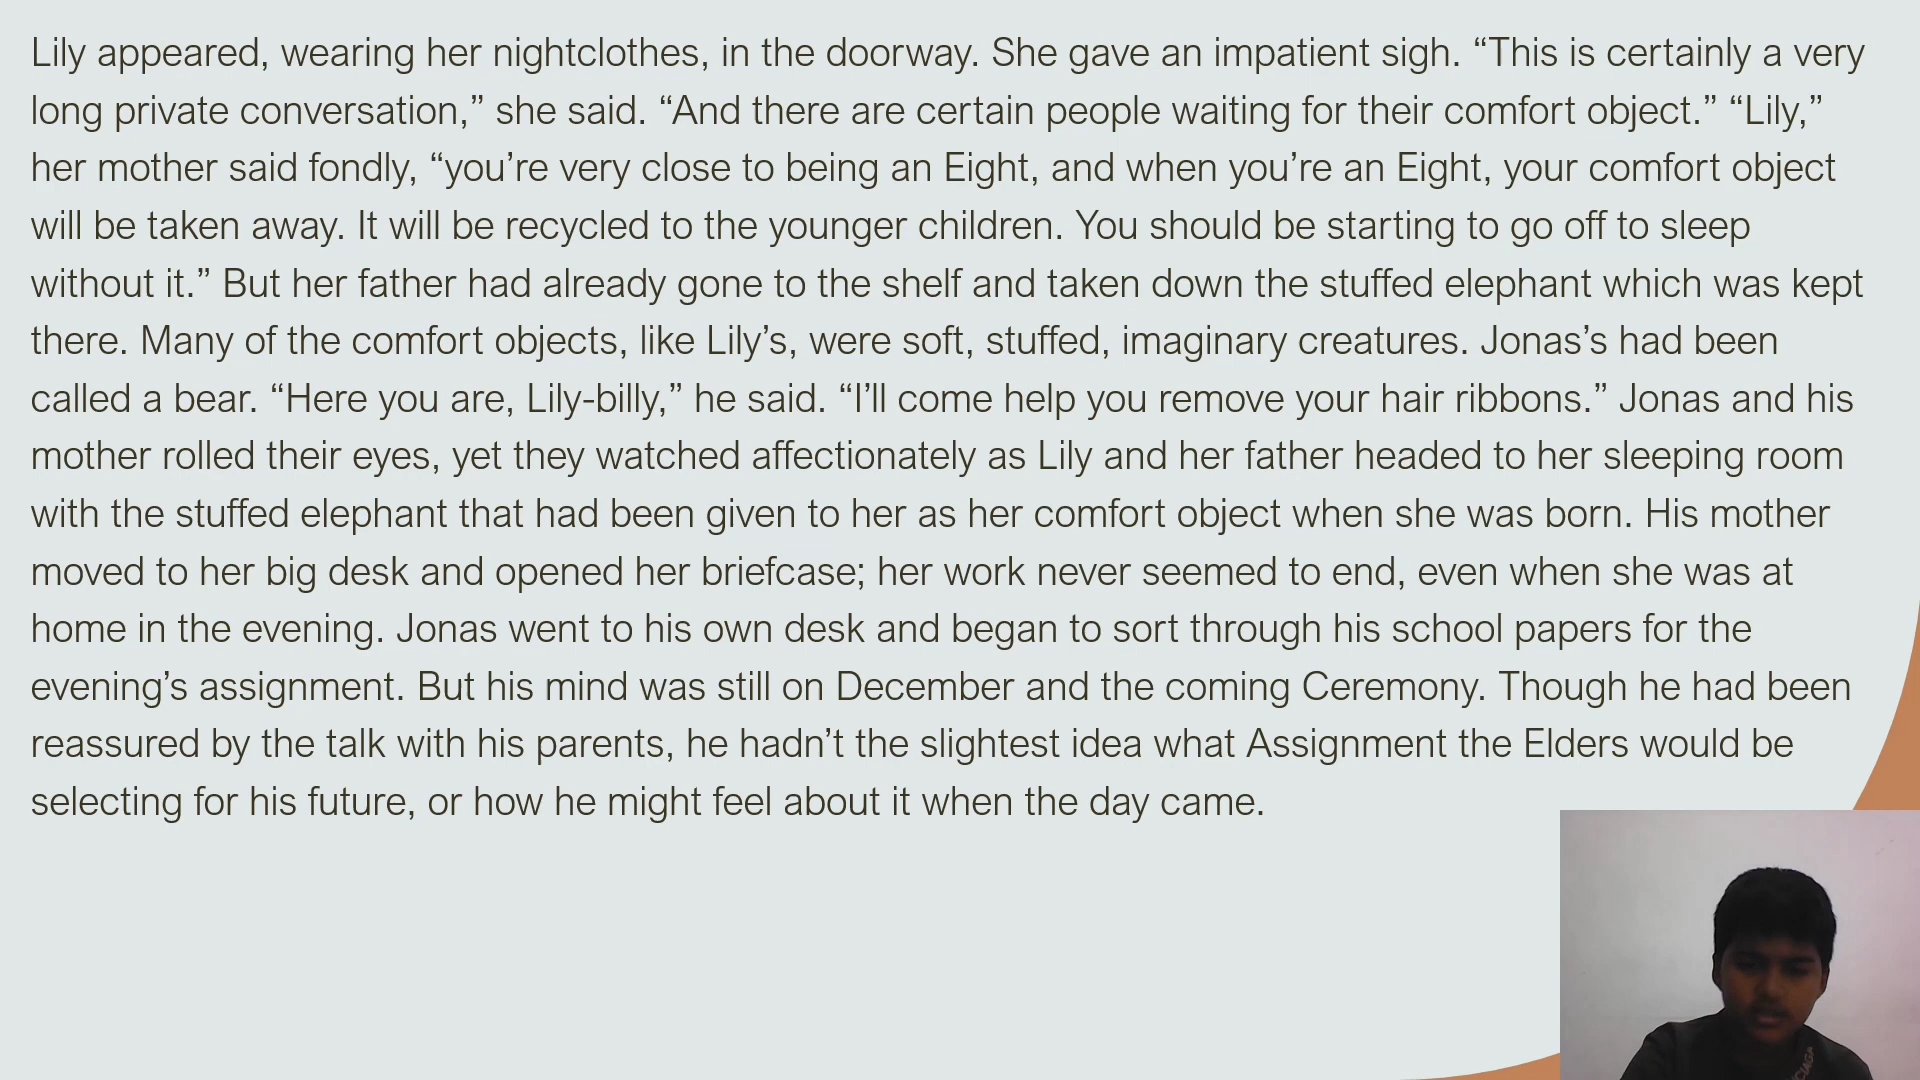 Lily appeared, wearing her nightclothes, in the doorway. She gave an impatient sigh. “This is certainly a very
long private conversation,” she said. “And there are certain people waiting for their comfort object.” “Lily,”
her mother said fondly, “you’re very close to being an Eight, and when you’re an Eight, your comfort object
will be taken away. It will be recycled to the younger children. You should be starting to go off to sleep
without it.” But her father had already gone to the shelf and taken down the stuffed elephant which was kept
there. Many of the comfort objects, like Lily’s, were soft, stuffed, imaginary creatures. Jonas’s had been
called a bear. “Here you are, Lily-billy,” he said. “I’ll come help you remove your hair ribbons.” Jonas and his
mother rolled their eyes, yet they watched affectionately as Lily and her father headed to her sleeping room
with the stuffed elephant that had been given to her as her comfort object when she was born. His mother
moved to her big desk and opened her briefcase; her work never seemed to end, even when she was at
home in the evening. Jonas went to his own desk and began to sort through his school papers for the
evening’s assignment. But his mind was still on December and the coming Ceremony. Though he had been
reassured by the talk with his parents, he hadn’t the slightest idea what Assignment the Elders would be
selecting for his future, or how he might feel about it when the day came.